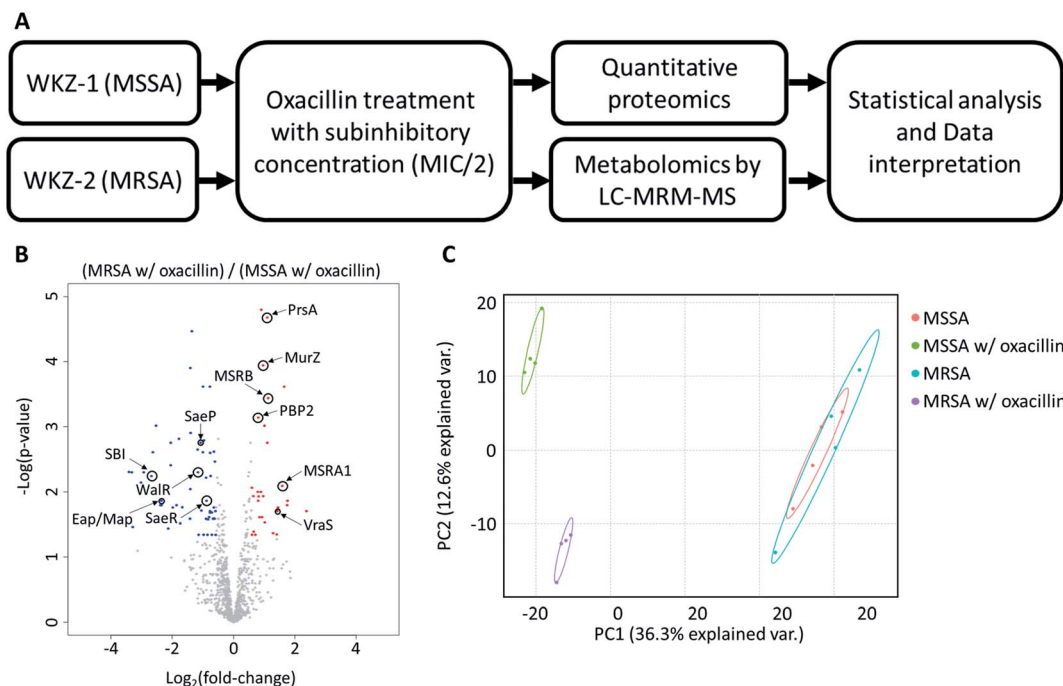 A
WKZ-1 (MSSA)
WKZ-2 (MRSA)
Oxacillin treatment
with subinhibitory
concentration (MIC/2)
Quantitative
proteomics
Metabolomics by
LC-MRM-MS
Statistical analysis
and Data
interpretation
B
(MRSA w/ oxacillin) / (MSSA w/ oxacillin)
-Log(p-value)
5
4
3
2
1
0
PrsA
MurZ
MSRB
PBP2
SaeP
SBI
WalR
MSRA1
Eap/Map
SaeR
VraS
-4
-2
0
2
4
Log2(fold-change)
C
PC2 (12.6% explained var.)
20
10
0
-10
-20
0
20
20
20
PC1 (36.3% explained var.)
MSSA
MSSA w/ oxacillin
MRSA
MRSA w/ oxacillin